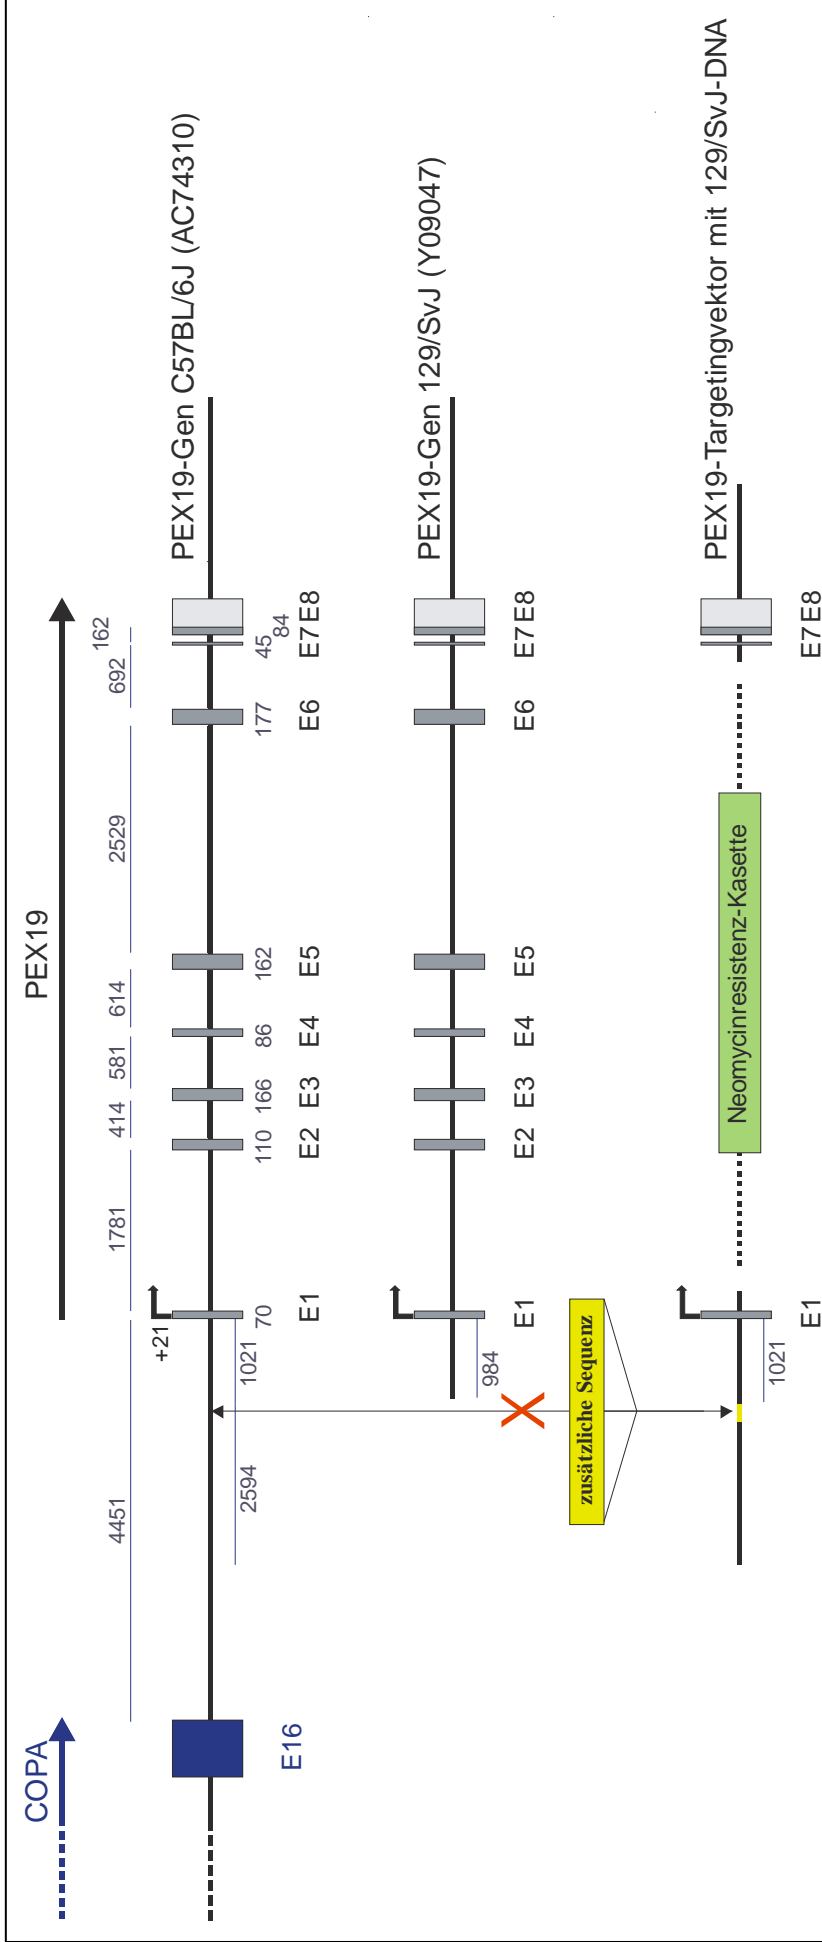 COPA
PEX19
4451
1781
414
581
614
2529
692
162
+21
PEX19-Gen C57BL/6J (AC74310)
2594
1021
70
110
166
86
162
177
45
84
E16
E1
E2
E3
E4
E5
E6
E7
E8
PEX19-Gen 129/SvJ (Y09047)
984
E1
E2
E3
E4
E5
E6
E7
E8
zusätzliche Sequenz
PEX19-Targetingvektor mit 129/SvJ-DNA
Neomycinresistenz-Kasette
1021
E1
E7
E8